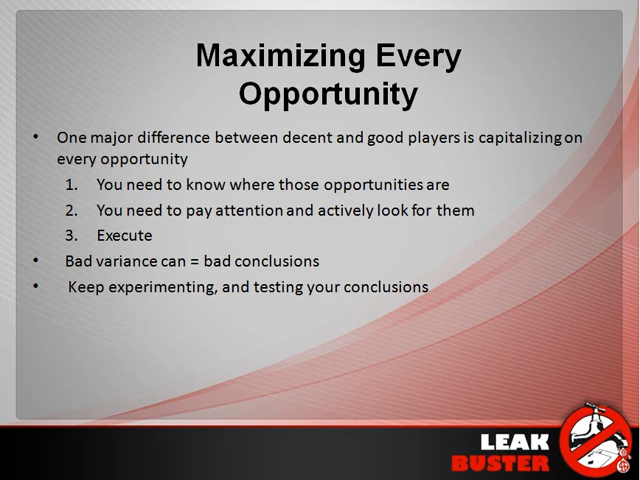 Maximizing Every
Opportunity
• One major difference between decent and good players is capitalizing on
every opportunity
1. You need to know where those opportunities are
2. You need to pay attention and actively look for them
3. Execute
• Bad variance can = bad conclusions
• Keep experimenting, and testing your conclusions
LEAK
BUSTER